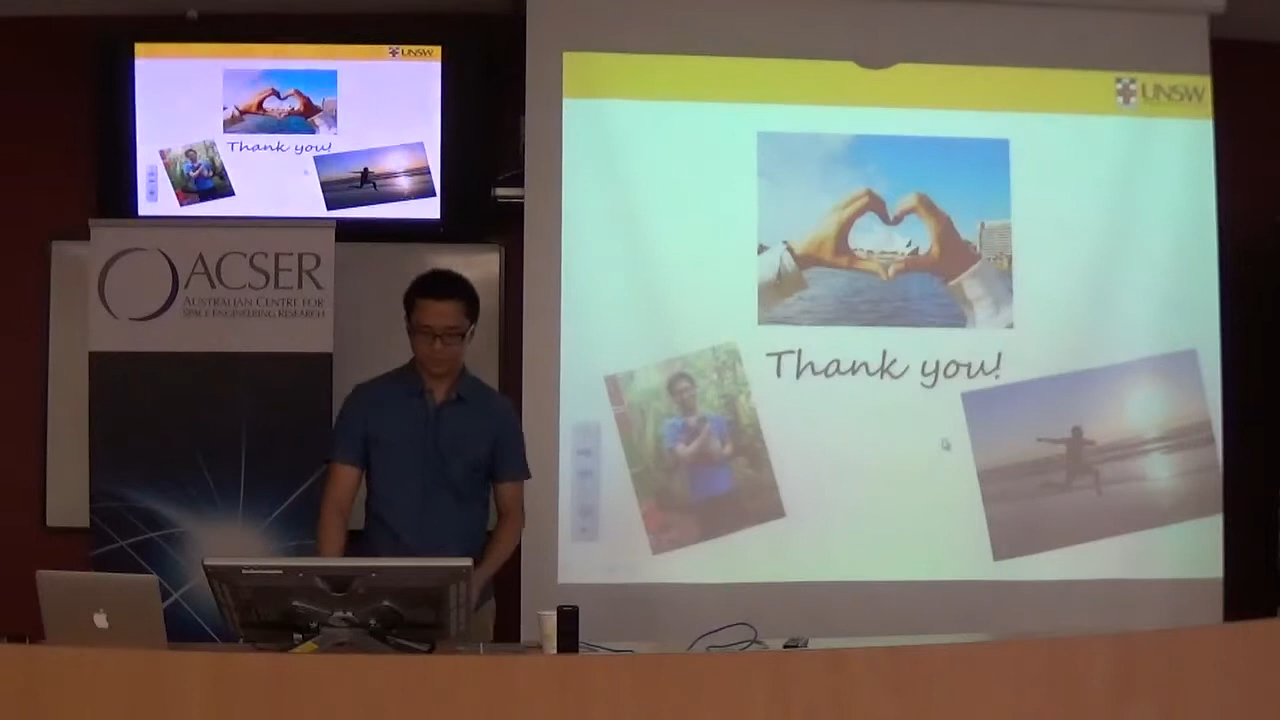 UNSW
Thank you!
ACSER
AUSTRALIAN CENTRE FOR
SPACE ENGINEERING RESEARCH
UNSW
Thank you!